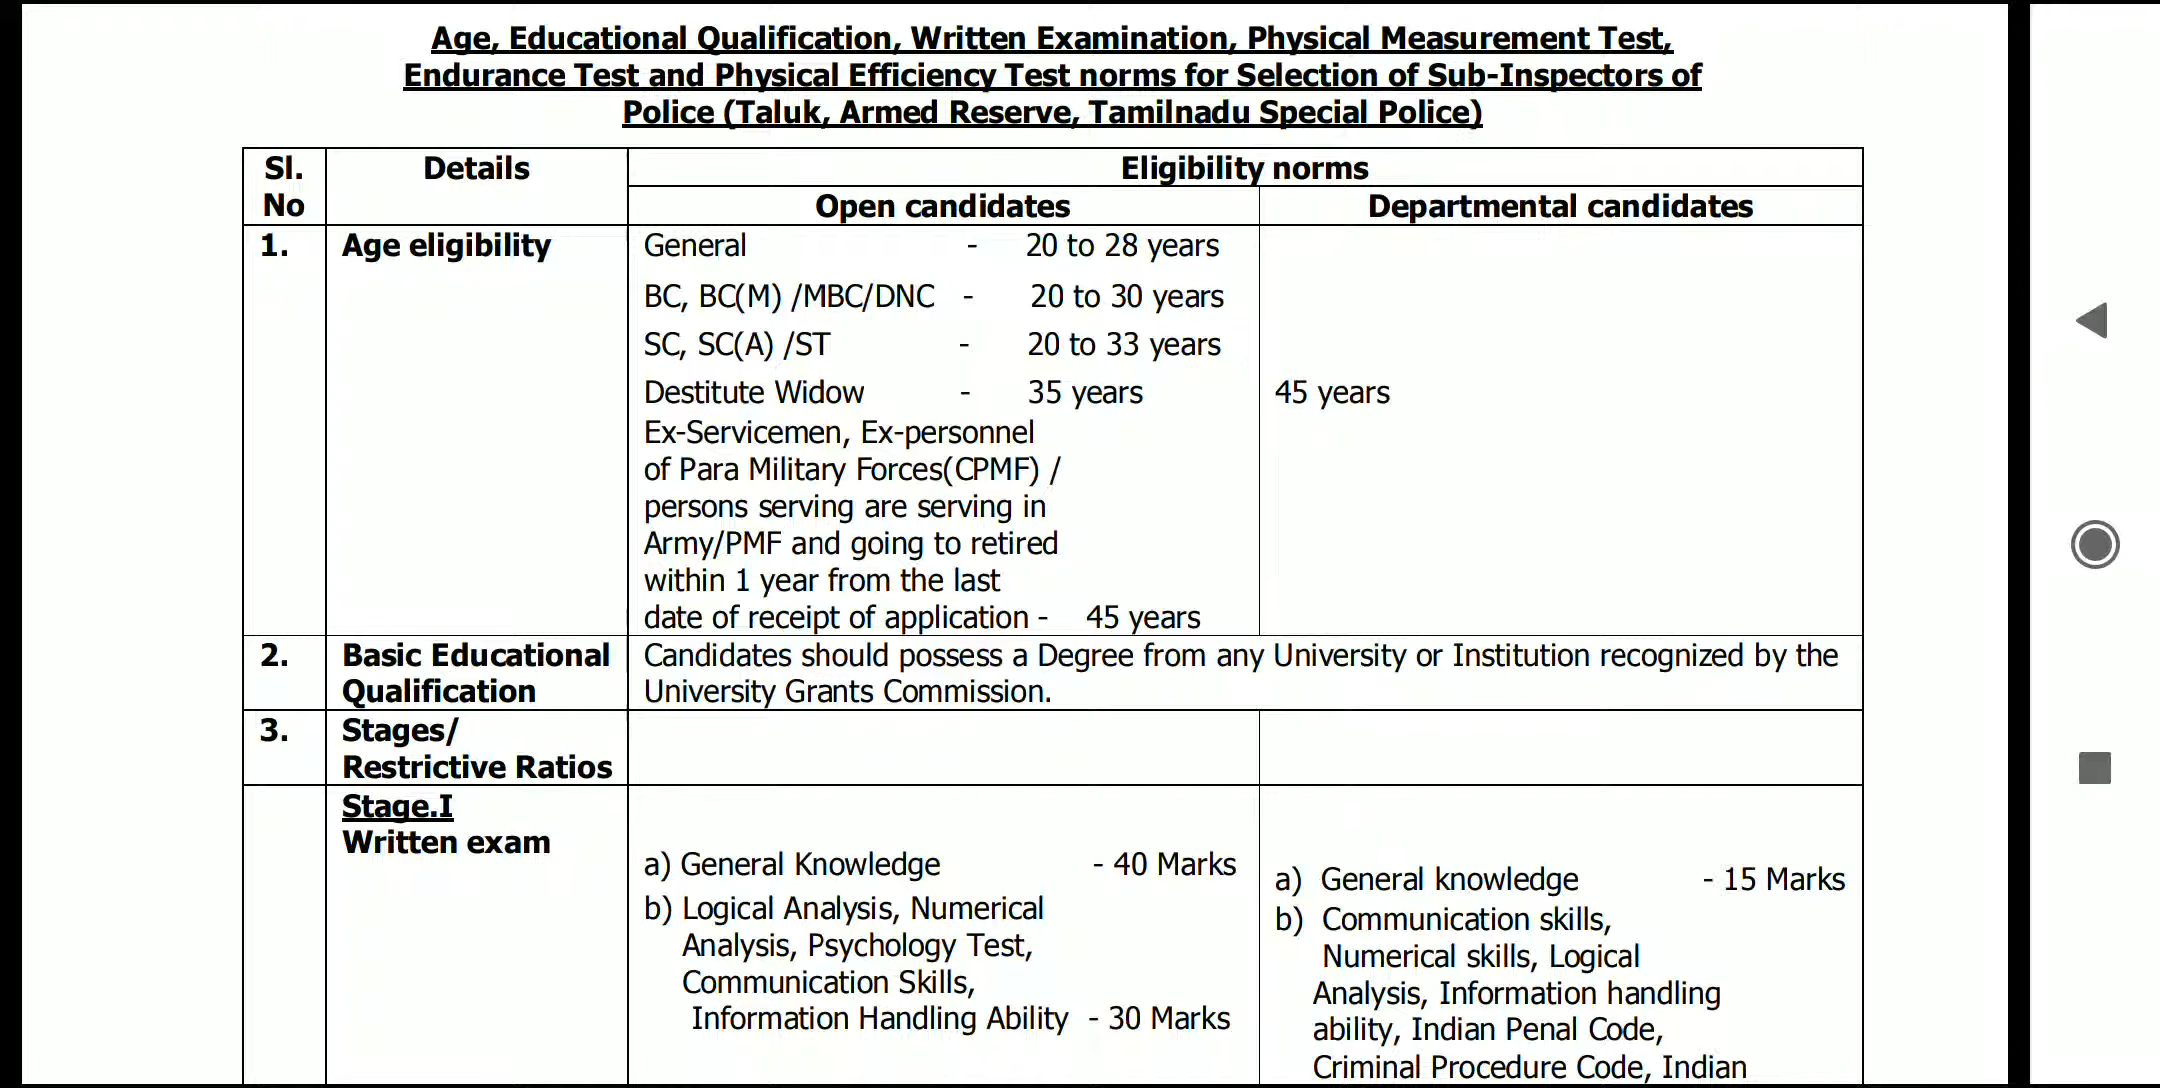 Age, Educational Qualification, Written Examination, Physical Measurement Test,
Endurance Test and Physical Efficiency Test norms for Selection of Sub-Inspectors of
Police (Taluk, Armed Reserve, Tamilnadu Special Police)
Sl. No
Details
Eligibility norms
Open candidates
Departmental candidates
1.
Age eligibility
General - 20 to 28 years
BC, BC(M) /MBC/DNC - 20 to 30 years
SC, SC(A) /ST - 20 to 33 years
Destitute Widow - 35 years
Ex-Servicemen, Ex-personnel
of Para Military Forces(CPMF) /
persons serving are serving in
Army/PMF and going to retired
within 1 year from the last
date of receipt of application - 45 years
45 years
2.
Basic Educational
Qualification
Candidates should possess a Degree from any University or Institution recognized by the
University Grants Commission.
3.
Stages/
Restrictive Ratios
Stage.I
Written exam
a) General Knowledge - 40 Marks
b) Logical Analysis, Numerical
Analysis, Psychology Test,
Communication Skills,
Information Handling Ability - 30 Marks
a) General knowledge - 15 Marks
b) Communication skills,
Numerical skills, Logical
Analysis, Information handling
ability, Indian Penal Code,
Criminal Procedure Code, Indian